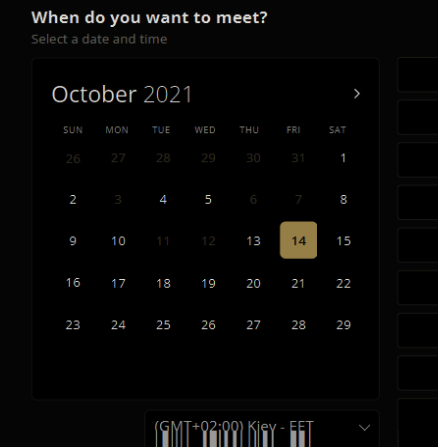 When do you want to meet?
Select a date and time
October 2021
SUN MON TUE WED THU FRI SAT
26 27 28 29 30 31 1
2 3 4 5 6 7 8
9 10 11 12 13 14 15
16 17 18 19 20 21 22
23 24 25 26 27 28 29
(GMT+02:00) Kiev - EET